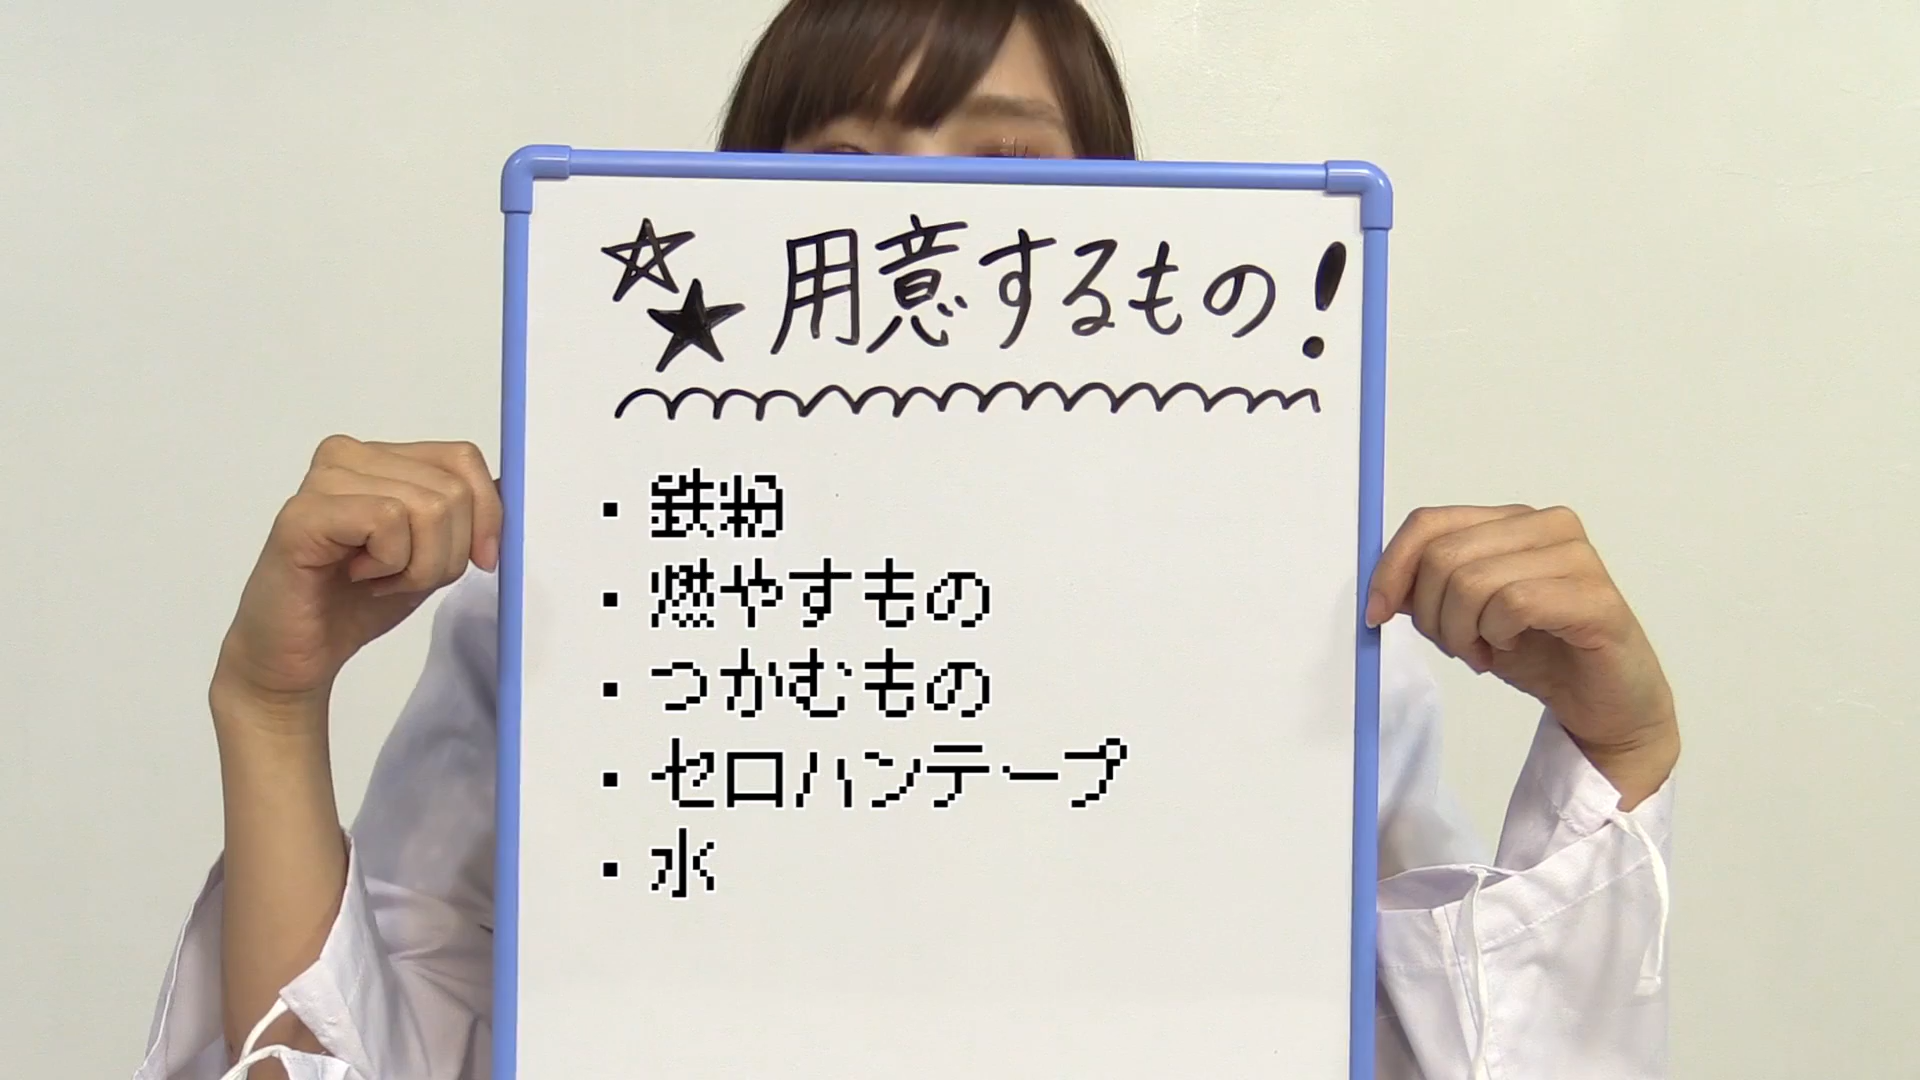 ☆★用意するもの!
・鉄粉
・燃やすもの
・つかむもの
・セロハンテープ
・水